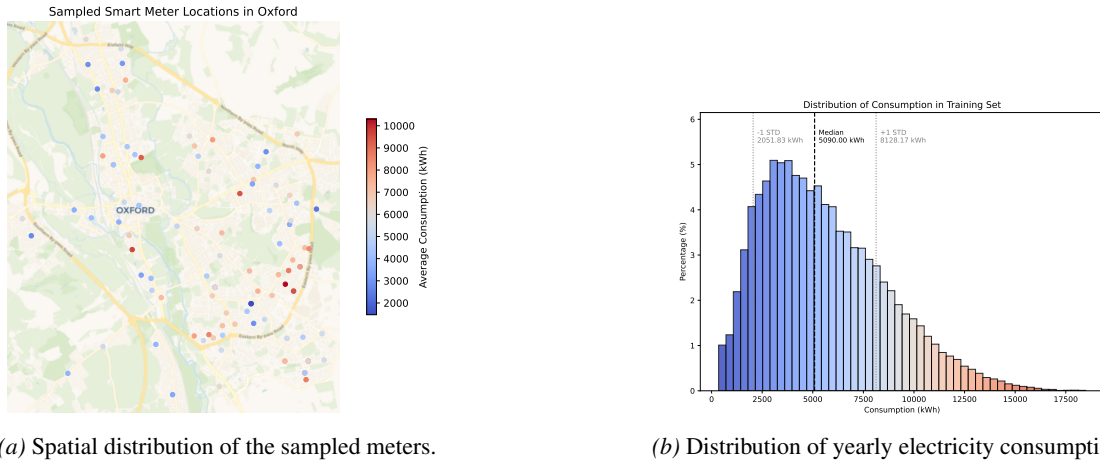 Sampled Smart Meter Locations in Oxford
OXFORD
10000
9000
8000
7000
6000
5000
4000
3000
2000
Average Consumption (kWh)
(a) Spatial distribution of the sampled meters.
Distribution of Consumption in Training Set
-1 STD
2051.83 kWh
Median
5090.00 kWh
+1 STD
8128.17 kWh
6
5
4
3
2
1
0
Percentage (%)
0 2500 5000 7500 10000 12500 15000 17500
Consumption (kWh)
(b) Distribution of yearly electricity consumpti